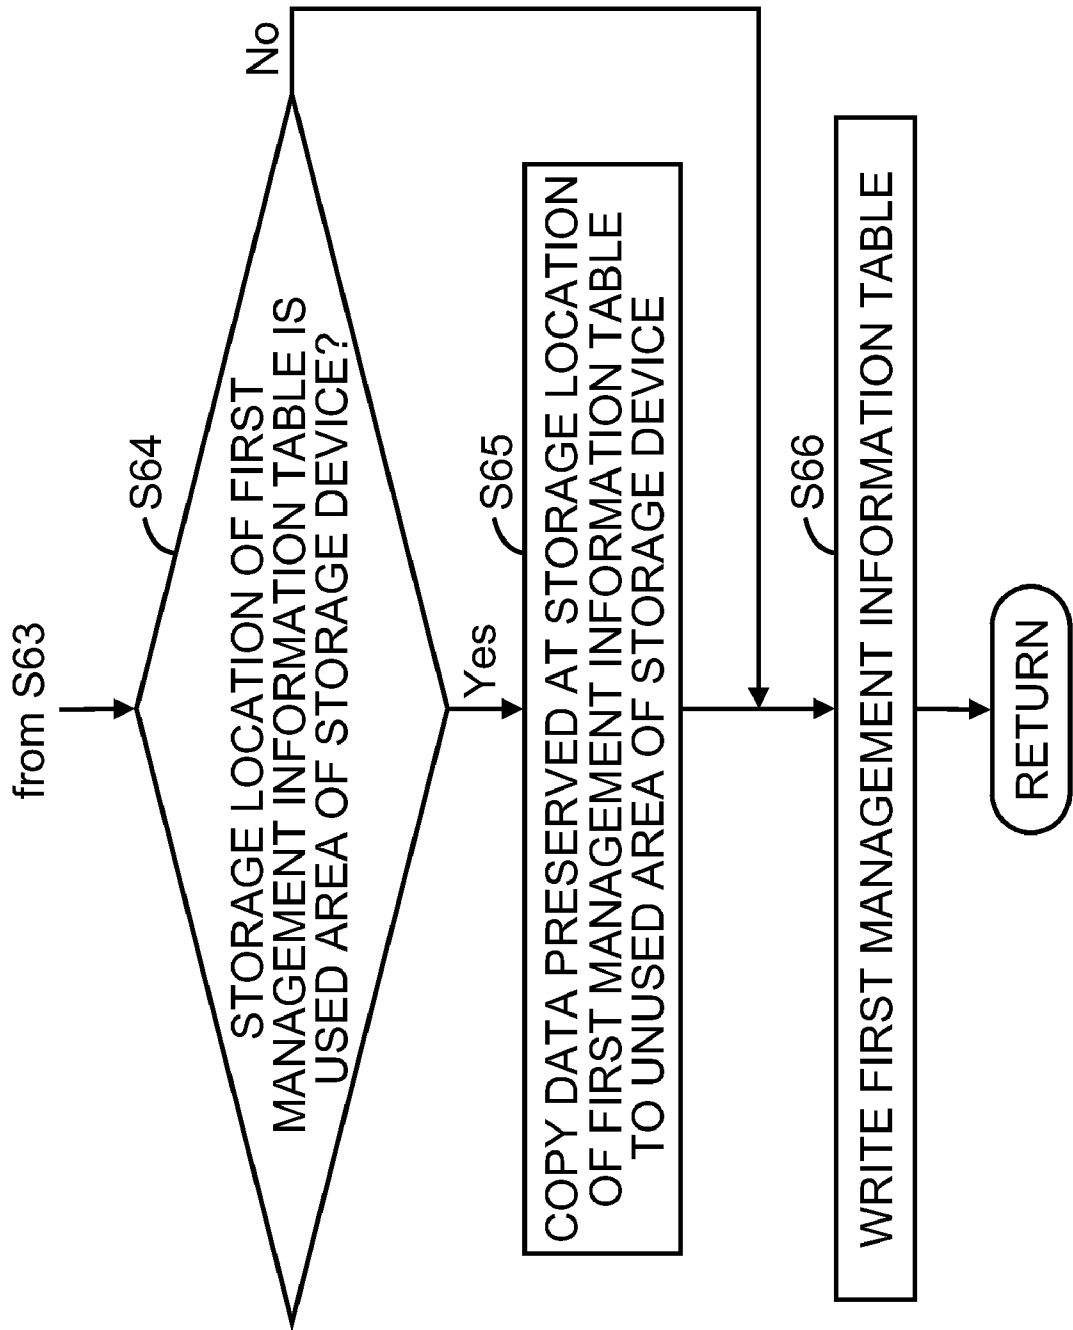 from S63
S64
STORAGE LOCATION OF FIRST
MANAGEMENT INFORMATION TABLE IS
USED AREA OF STORAGE DEVICE?
No
Yes
S65
COPY DATA PRESERVED AT STORAGE LOCATION
OF FIRST MANAGEMENT INFORMATION TABLE
TO UNUSED AREA OF STORAGE DEVICE
S66
WRITE FIRST MANAGEMENT INFORMATION TABLE
RETURN